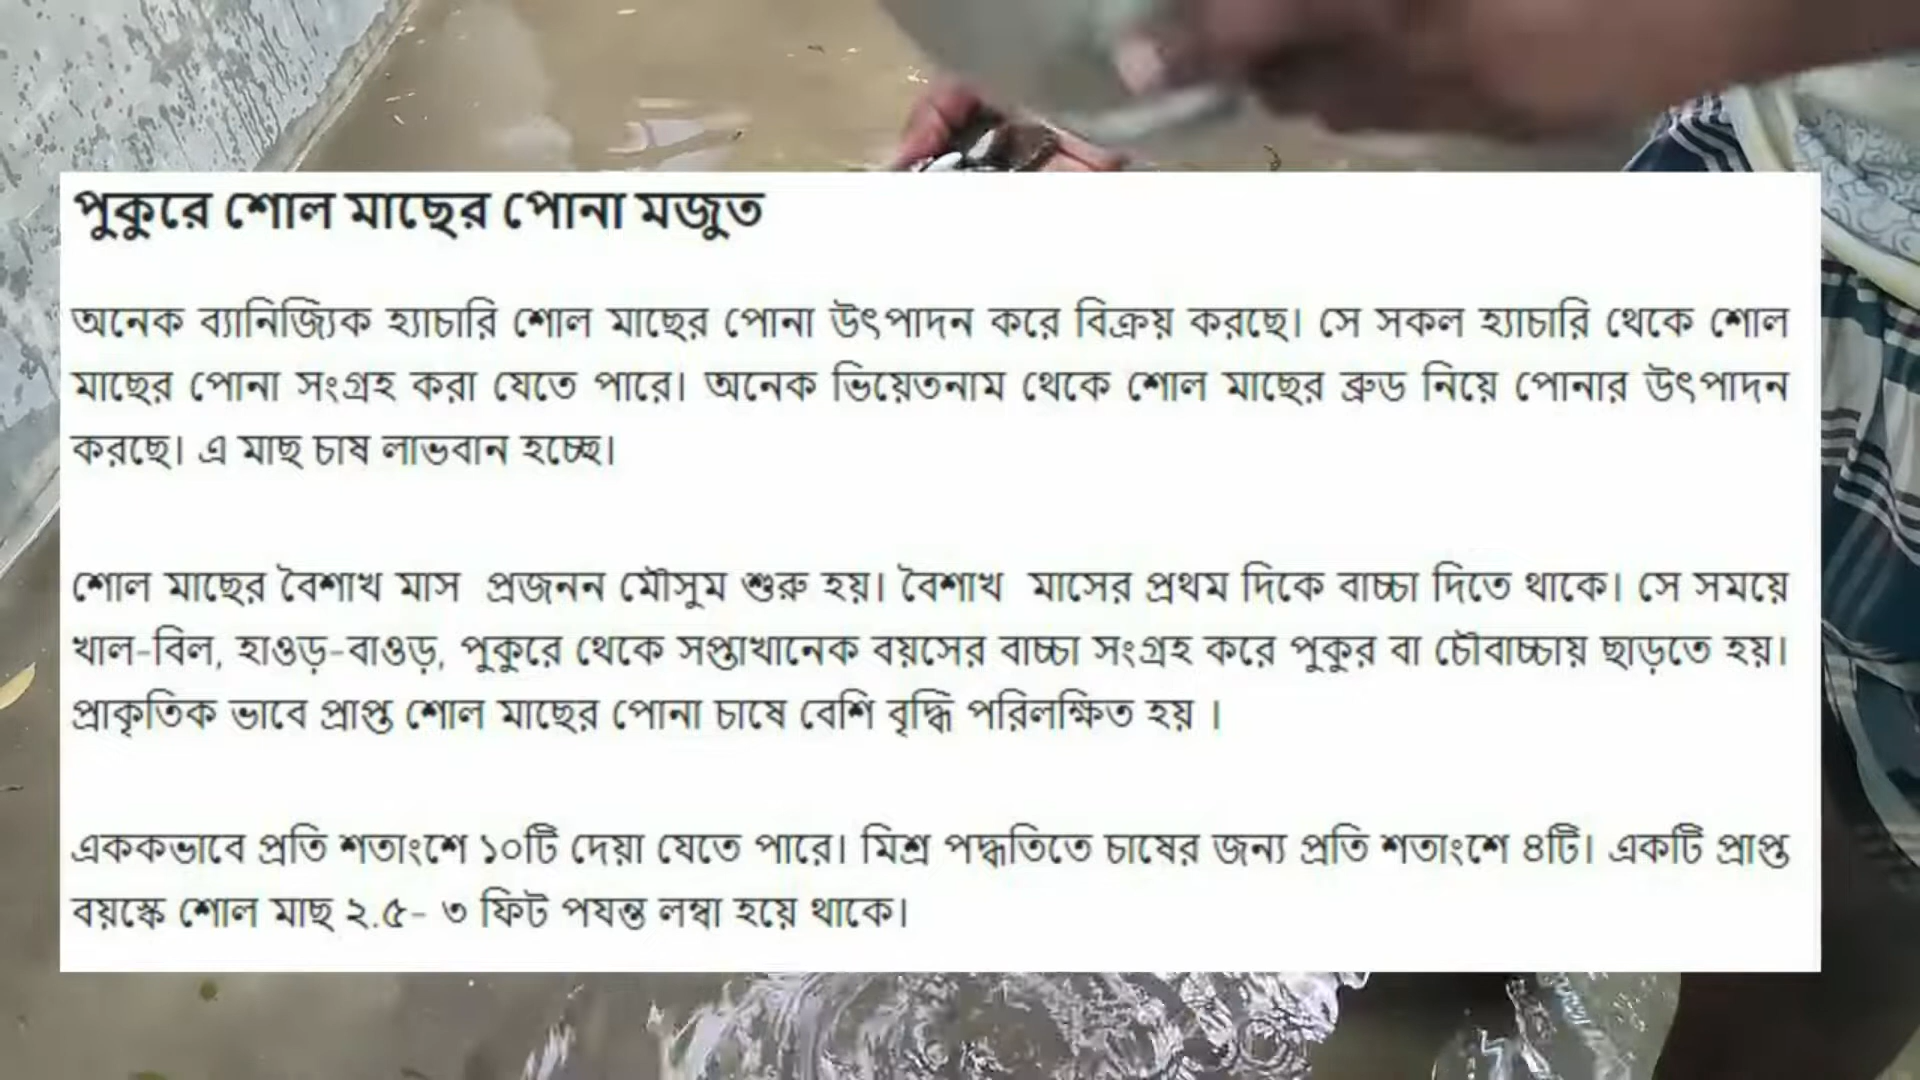 পুকুরে শোল মাছের পোনা মজুত
অনেক ব্যানিজ্যিক হ্যাচারি শোল মাছের পোনা উৎপাদন করে বিক্রয় করছে। সে সকল হ্যাচারি থেকে শোল
মাছের পোনা সংগ্রহ করা যেতে পারে। অনেক ভিয়েতনাম থেকে শোল মাছের ব্রুড নিয়ে পোনার উৎপাদন
করছে। এ মাছ চাষ লাভবান হচ্ছে।
শোল মাছের বৈশাখ মাস প্রজনন মৌসুম শুরু হয়। বৈশাখ মাসের প্রথম দিকে বাচ্চা দিতে থাকে। সে সময়ে
খাল-বিল, হাওড়-বাওড়, পুকুরে থেকে সপ্তাখানেক বয়সের বাচ্চা সংগ্রহ করে পুকুর বা চৌবাচ্চায় ছাড়তে হয়।
প্রাকৃতিক ভাবে প্রাপ্ত শোল মাছের পোনা চাষে বেশি বৃদ্ধি পরিলক্ষিত হয় ।
এককভাবে প্রতি শতাংশে ১০টি দেয়া যেতে পারে। মিশ্র পদ্ধতিতে চাষের জন্য প্রতি শতাংশে ৪টি। একটি প্রাপ্ত
বয়স্কে শোল মাছ ২.৫- ৩ ফিট পযন্ত লম্বা হয়ে থাকে।